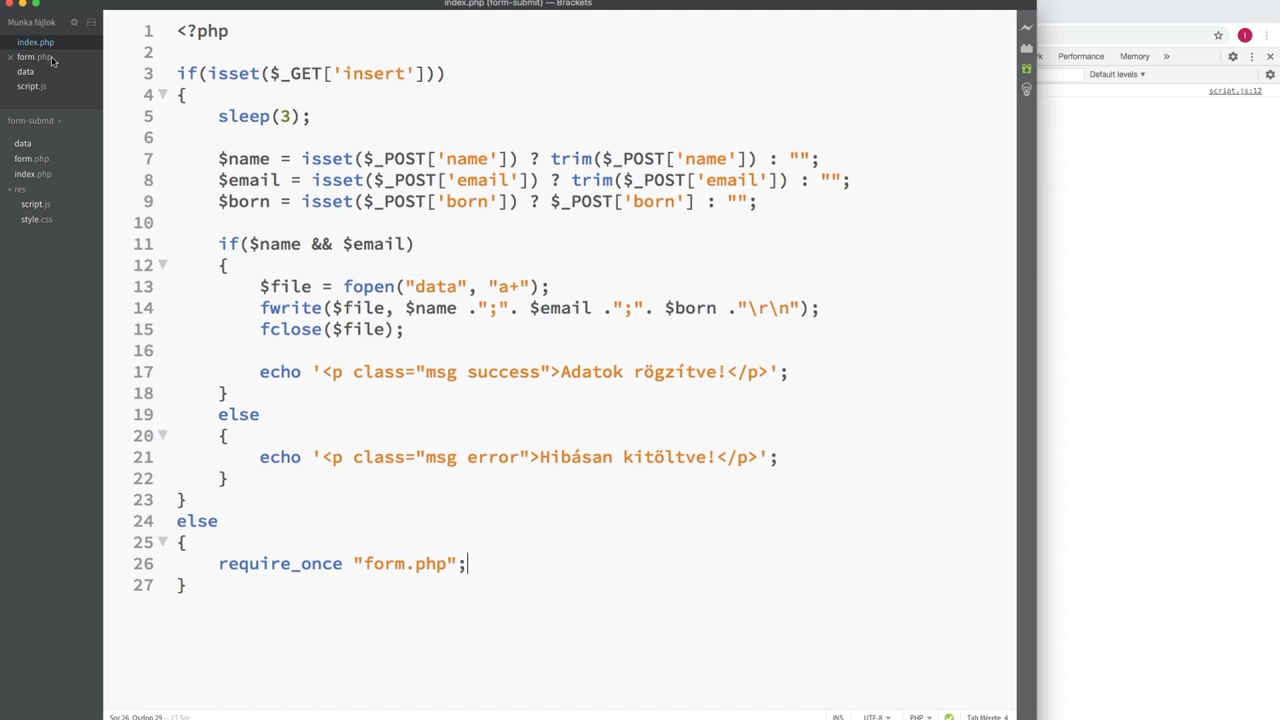 index.php (form-submit) — Brackets
Munka fájlok
index.php
form.php
data
script.js
form-submit
data
form.php
index.php
res
script.js
style.css
1 <?php
2
3 if(isset($_GET['insert']))
4 {
5 sleep(3);
6
7 $name = isset($_POST['name']) ? trim($_POST['name']) : "";
8 $email = isset($_POST['email']) ? trim($_POST['email']) : "";
9 $born = isset($_POST['born']) ? $_POST['born'] : "";
10
11 if($name && $email)
12 {
13 $file = fopen("data", "a+");
14 fwrite($file, $name .";". $email .";". $born ."\r\n");
15 fclose($file);
16
17 echo '<p class="msg success">Adatok rögzítve!</p>';
18 }
19 else
20 {
21 echo '<p class="msg error">Hibásan kitöltve!</p>';
22 }
23 }
24 else
25 {
26 require_once "form.php";
27 }
Sor 26, Oszlop 29 — 27 Sor
INS UTF-8 PHP Tab Mérete 4
I
Performance Memory »
Default levels
script.js:12